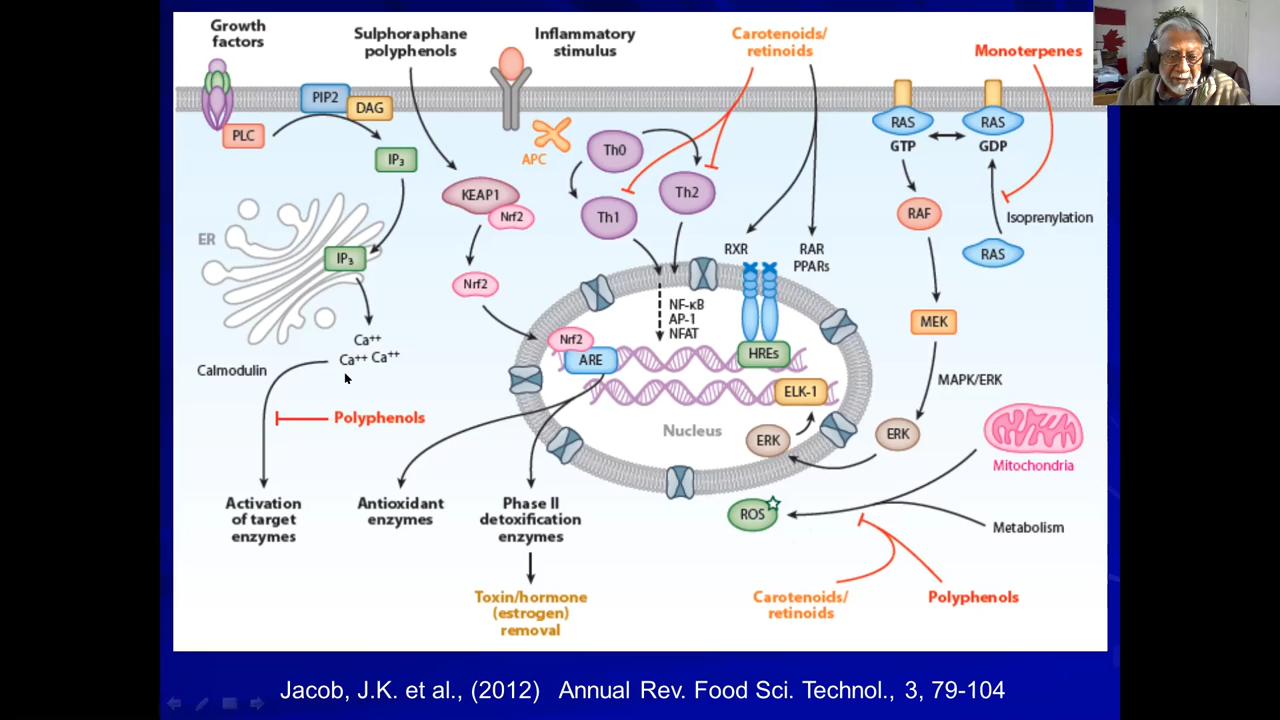 Growth
factors
Sulphoraphane
polyphenols
Inflammatory
stimulus
Carotenoids/
retinoids
Monoterpenes
PIP2
DAG
PLC
IP3
APC
Th0
Th2
Th1
RAS
GTP
RAS
GDP
KEAP1
Nrf2
RAF
Isoprenylation
ER
IP3
RXR
RAR
PPARs
RAS
Nrf2
NF-κB
AP-1
NFAT
MEK
Nrf2
ARE
HREs
Ca++
Ca++ Ca++
Calmodulin
ELK-1
MAPK/ERK
Polyphenols
Nucleus
ERK
ERK
Mitochondria
Activation
of target
enzymes
Antioxidant
enzymes
Phase II
detoxification
enzymes
ROS
Metabolism
Toxin/hormone
(estrogen)
removal
Carotenoids/
retinoids
Polyphenols
Jacob, J.K. et al., (2012) Annual Rev. Food Sci. Technol., 3, 79-104